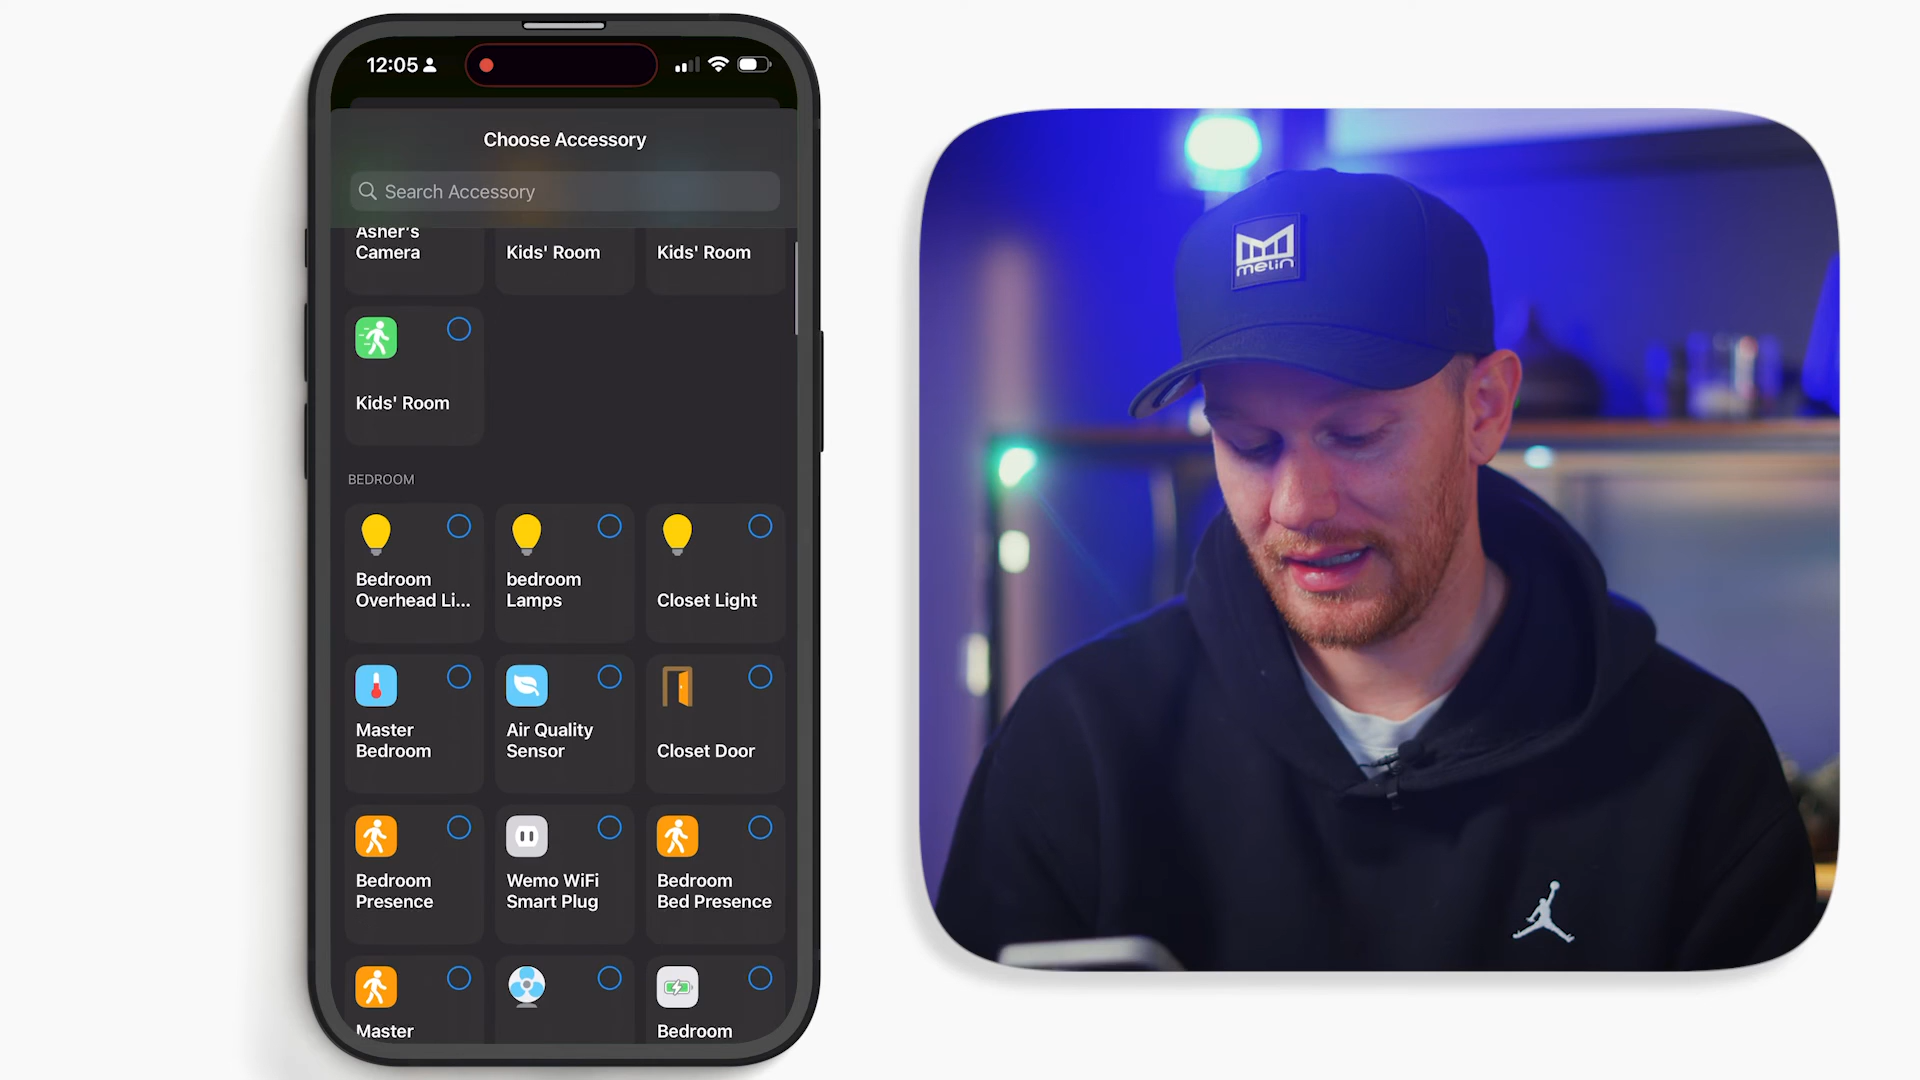 12:05
Choose Accessory
Search Accessory
Asher's
Camera
Kids' Room
Kids' Room
Kids' Room
BEDROOM
Bedroom
Overhead Li...
bedroom
Lamps
Closet Light
Master
Bedroom
Air Quality
Sensor
Closet Door
Bedroom
Presence
Wemo WiFi
Smart Plug
Bedroom
Bed Presence
Master
Bedroom
melin